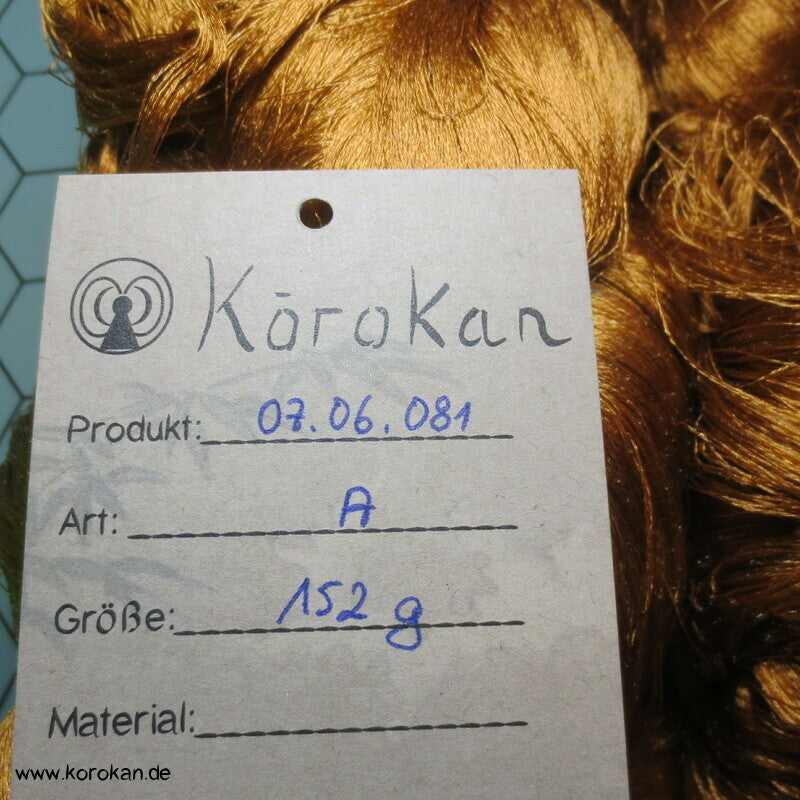 Kōrokan
Produkt: 07.06.081
Art: A
Größe: 152 g
Material:
www.korokan.de